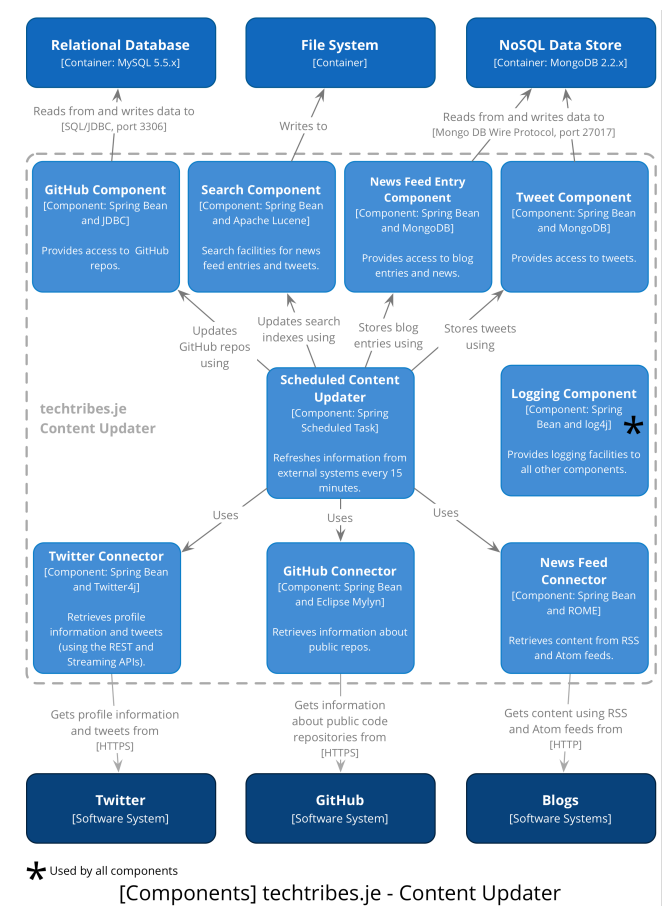 Relational Database
[Container: MySQL 5.5.x]
File System
[Container]
NoSQL Data Store
[Container: MongoDB 2.2.x]
Reads from and writes data to
[SQL/JDBC, port 3306]
Writes to
Reads from and writes data to
[Mongo DB Wire Protocol, port 27017]
GitHub Component
[Component: Spring Bean
and JDBC]
Provides access to GitHub
repos.
Search Component
[Component: Spring Bean
and Apache Lucene]
Search facilities for news
feed entries and tweets.
News Feed Entry
Component
[Component: Spring Bean
and MongoDB]
Provides access to blog
entries and news.
Tweet Component
[Component: Spring Bean
and MongoDB]
Provides access to tweets.
Updates
GitHub repos
using
Updates search
indexes using
Stores blog
entries using
Stores tweets
using
techtribes.je
Content Updater
Scheduled Content
Updater
[Component: Spring
Scheduled Task]
Refreshes information from
external systems every 15
minutes.
Logging Component
[Component: Spring
Bean and log4j]
*
Provides logging facilities to
all other components.
Uses
Uses
Uses
Twitter Connector
[Component: Spring Bean
and Twitter4j]
Retrieves profile
information and tweets
(using the REST and
Streaming APIs).
GitHub Connector
[Component: Spring Bean
and Eclipse Mylyn]
Retrieves information about
public repos.
News Feed
Connector
[Component: Spring Bean
and ROME]
Retrieves content from RSS
and Atom feeds.
Gets profile information
and tweets from
[HTTPS]
Gets information
about public code
repositories from
[HTTPS]
Gets content using RSS
and Atom feeds from
[HTTP]
Twitter
[Software System]
GitHub
[Software System]
Blogs
[Software Systems]
* Used by all components
[Components] techtribes.je - Content Updater